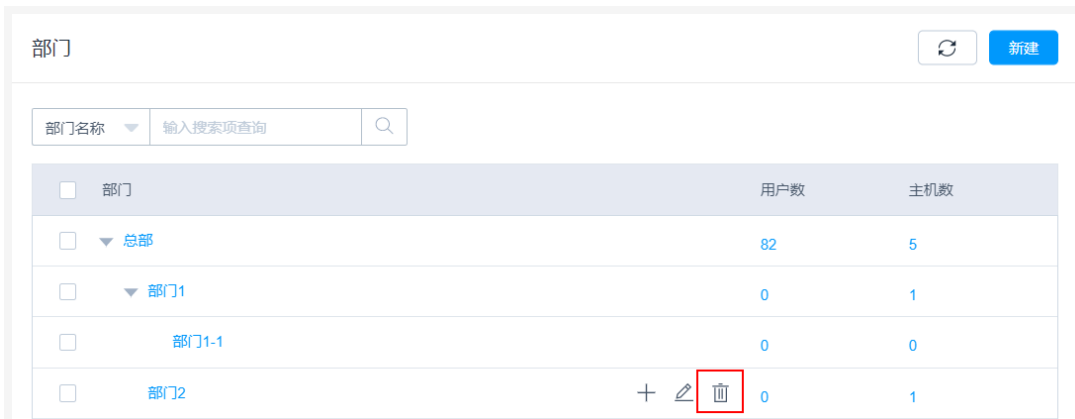 部门
新建
部门名称 输入搜索项查询
部门 用户数 主机数
总部 82 5
部门1 0 1
部门1-1 0 0
部门2 0 1